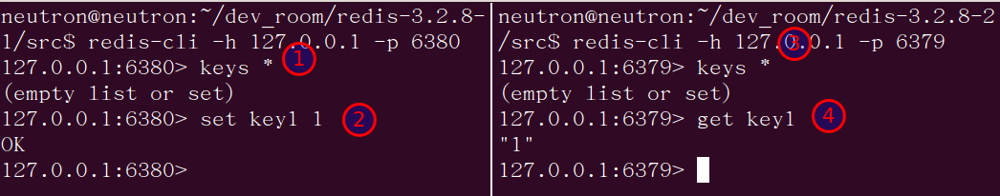 neutron@neutron:~/dev_room/redis-3.2.8-
1/src$ redis-cli -h 127.0.0.1 -p 6380
127.0.0.1:6380> keys *
1
(empty list or set)
127.0.0.1:6380> set key1 1
2
OK
127.0.0.1:6380>
neutron@neutron:~/dev_room/redis-3.2.8-2
/src$ redis-cli -h 127.0.0.1 -p 6379
3
127.0.0.1:6379> keys *
(empty list or set)
127.0.0.1:6379> get key1
4
"1"
127.0.0.1:6379>